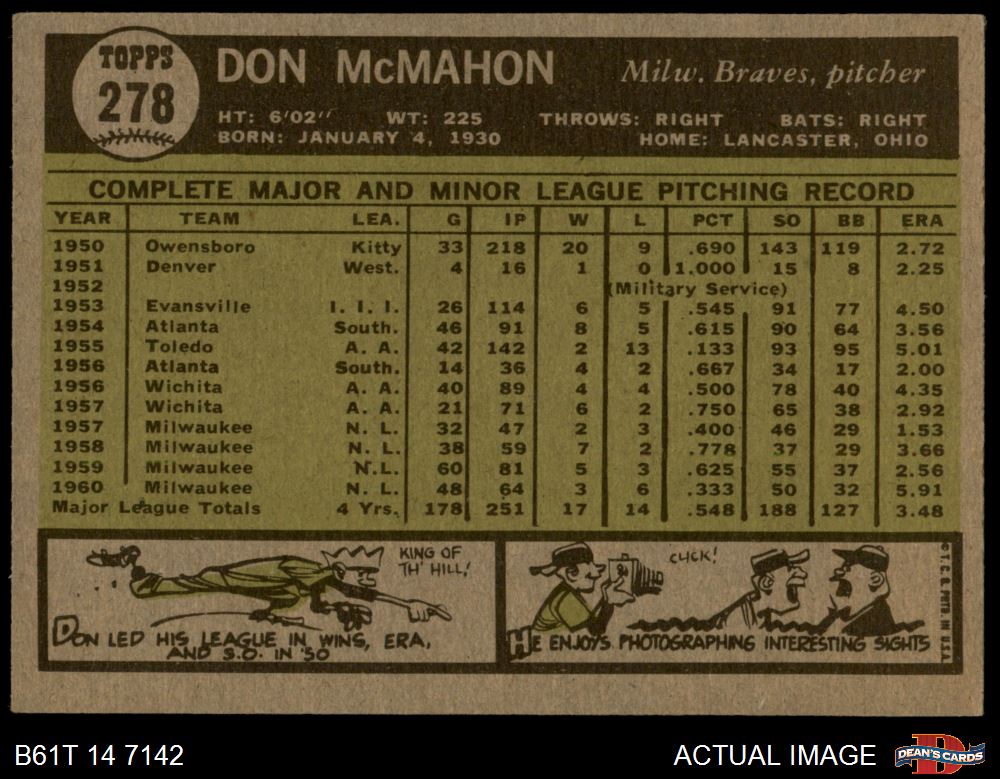 TOPPS
278
DON McMAHON
Milw. Braves, pitcher
HT: 6'02" WT: 225 THROWS: RIGHT BATS: RIGHT
BORN: JANUARY 4, 1930 HOME: LANCASTER, OHIO
COMPLETE MAJOR AND MINOR LEAGUE PITCHING RECORD
YEAR TEAM LEA. G IP W L PCT SO BB ERA
1950 Owensboro Kitty 33 218 20 9 .690 143 119 2.72
1951 Denver West. 4 16 1 0 1.000 15 8 2.25
1952 (Military Service)
1953 Evansville I. I. I. 26 114 6 5 .545 91 77 4.50
1954 Atlanta South. 46 91 8 5 .615 90 64 3.56
1955 Toledo A. A. 42 142 2 13 .133 93 95 5.01
1956 Atlanta South. 14 36 4 2 .667 34 17 2.00
1956 Wichita A. A. 40 89 4 4 .500 78 40 4.35
1957 Wichita A. A. 21 71 6 2 .750 65 38 2.92
1957 Milwaukee N. L. 32 47 2 3 .400 46 29 1.53
1958 Milwaukee N. L. 38 59 7 2 .778 37 29 3.66
1959 Milwaukee N.L. 60 81 5 3 .625 55 37 2.56
1960 Milwaukee N. L. 48 64 3 6 .333 50 32 5.91
Major League Totals 4 Yrs. 178 251 17 14 .548 188 127 3.48
KING OF
TH' HILL!
DON LED HIS LEAGUE IN WINS, ERA,
AND S.O. IN '50
CLICK!
HE ENJOYS PHOTOGRAPHING INTERESTING SIGHTS
© T. C. G. PRTD. IN U.S.A.
B61T 14 7142
ACTUAL IMAGE
DEAN'S CARDS